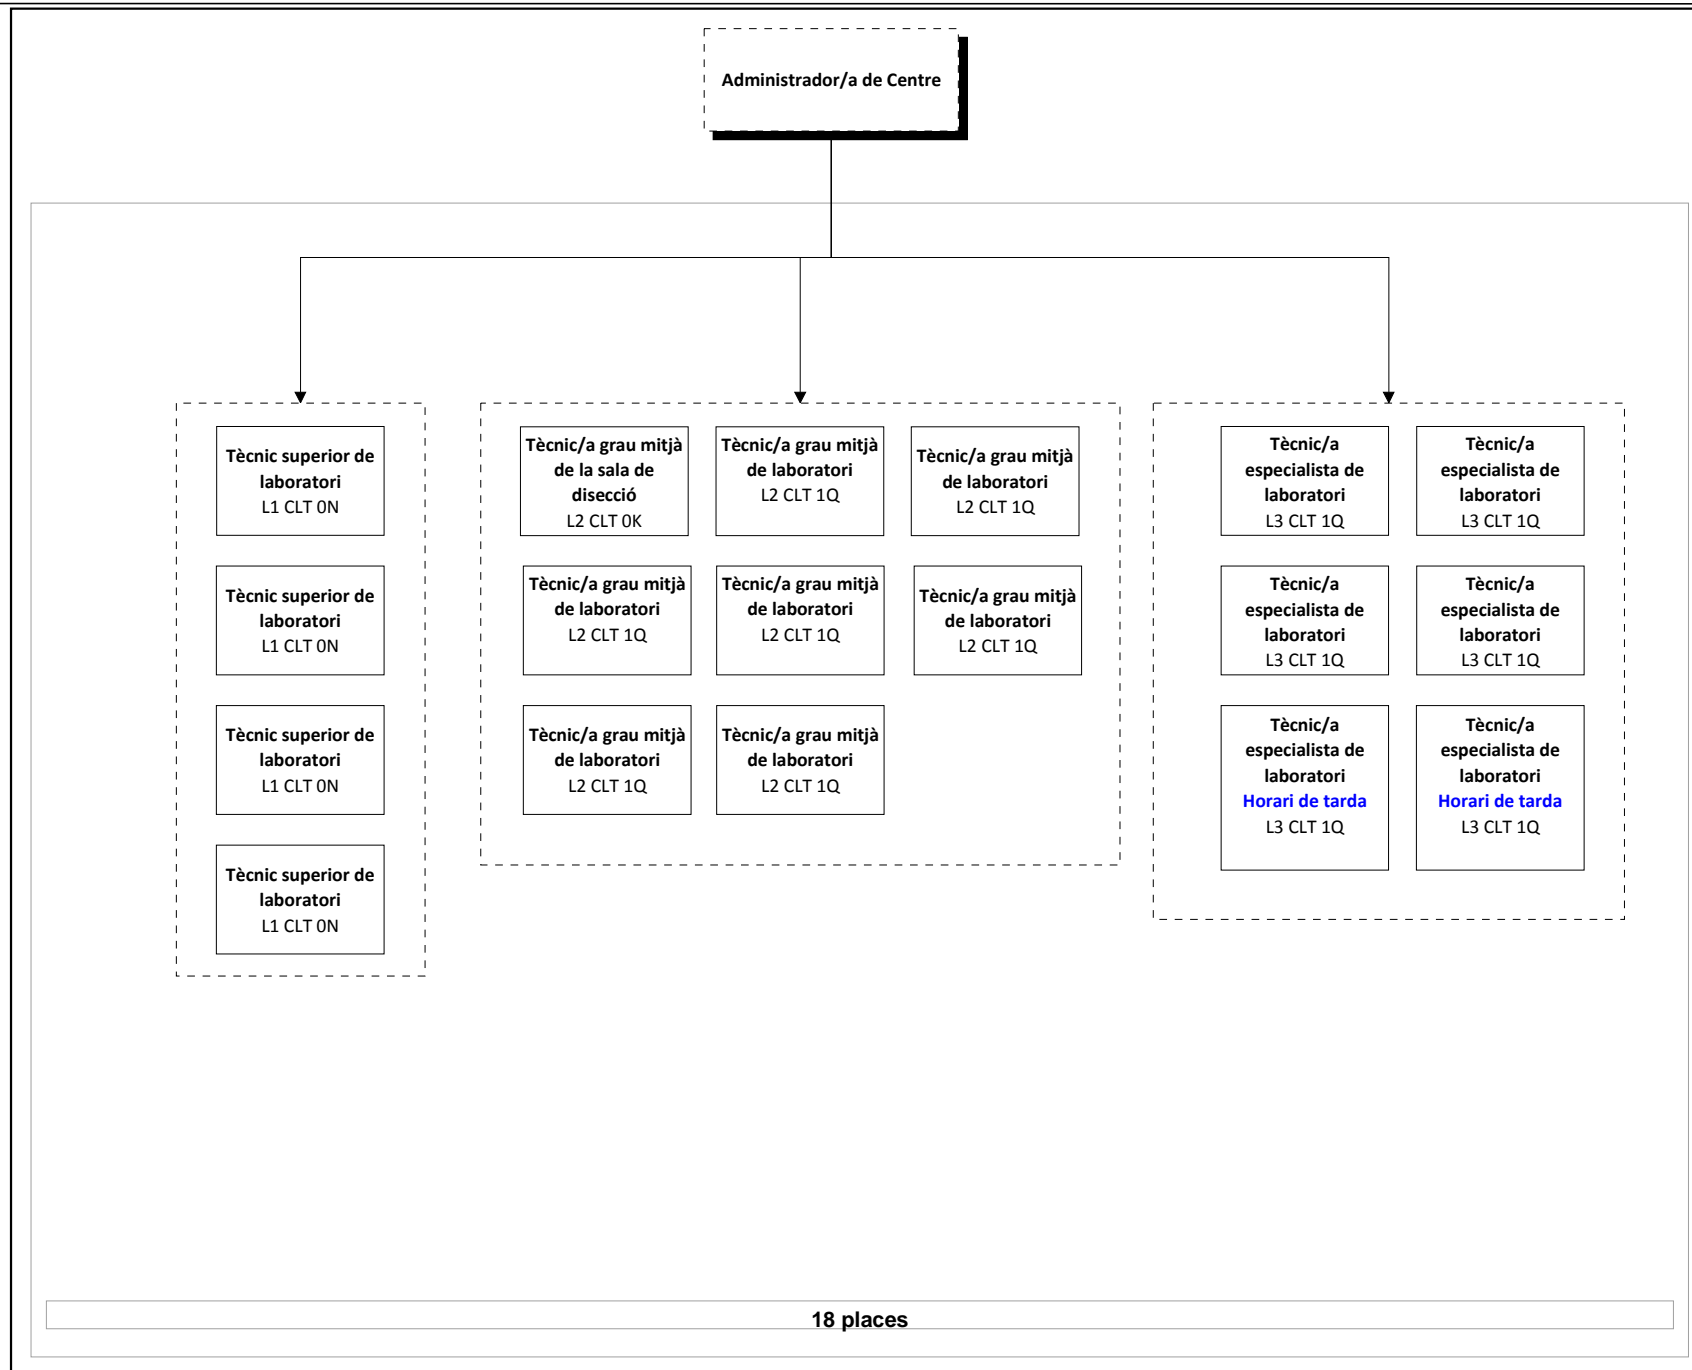 Administrador/a de Centre
Tècnic superior de
laboratori
L1 CLT 0N
Tècnic superior de
laboratori
L1 CLT 0N
Tècnic superior de
laboratori
L1 CLT 0N
Tècnic superior de
laboratori
L1 CLT 0N
Tècnic/a grau mitjà
de la sala de
disecció
L2 CLT 0K
Tècnic/a grau mitjà
de laboratori
L2 CLT 1Q
Tècnic/a grau mitjà
de laboratori
L2 CLT 1Q
Tècnic/a grau mitjà
de laboratori
L2 CLT 1Q
Tècnic/a grau mitjà
de laboratori
L2 CLT 1Q
Tècnic/a grau mitjà
de laboratori
L2 CLT 1Q
Tècnic/a grau mitjà
de laboratori
L2 CLT 1Q
Tècnic/a grau mitjà
de laboratori
L2 CLT 1Q
Tècnic/a
especialista de
laboratori
L3 CLT 1Q
Tècnic/a
especialista de
laboratori
L3 CLT 1Q
Tècnic/a
especialista de
laboratori
L3 CLT 1Q
Tècnic/a
especialista de
laboratori
L3 CLT 1Q
Tècnic/a
especialista de
laboratori
Horari de tarda
L3 CLT 1Q
Tècnic/a
especialista de
laboratori
Horari de tarda
L3 CLT 1Q
18 places